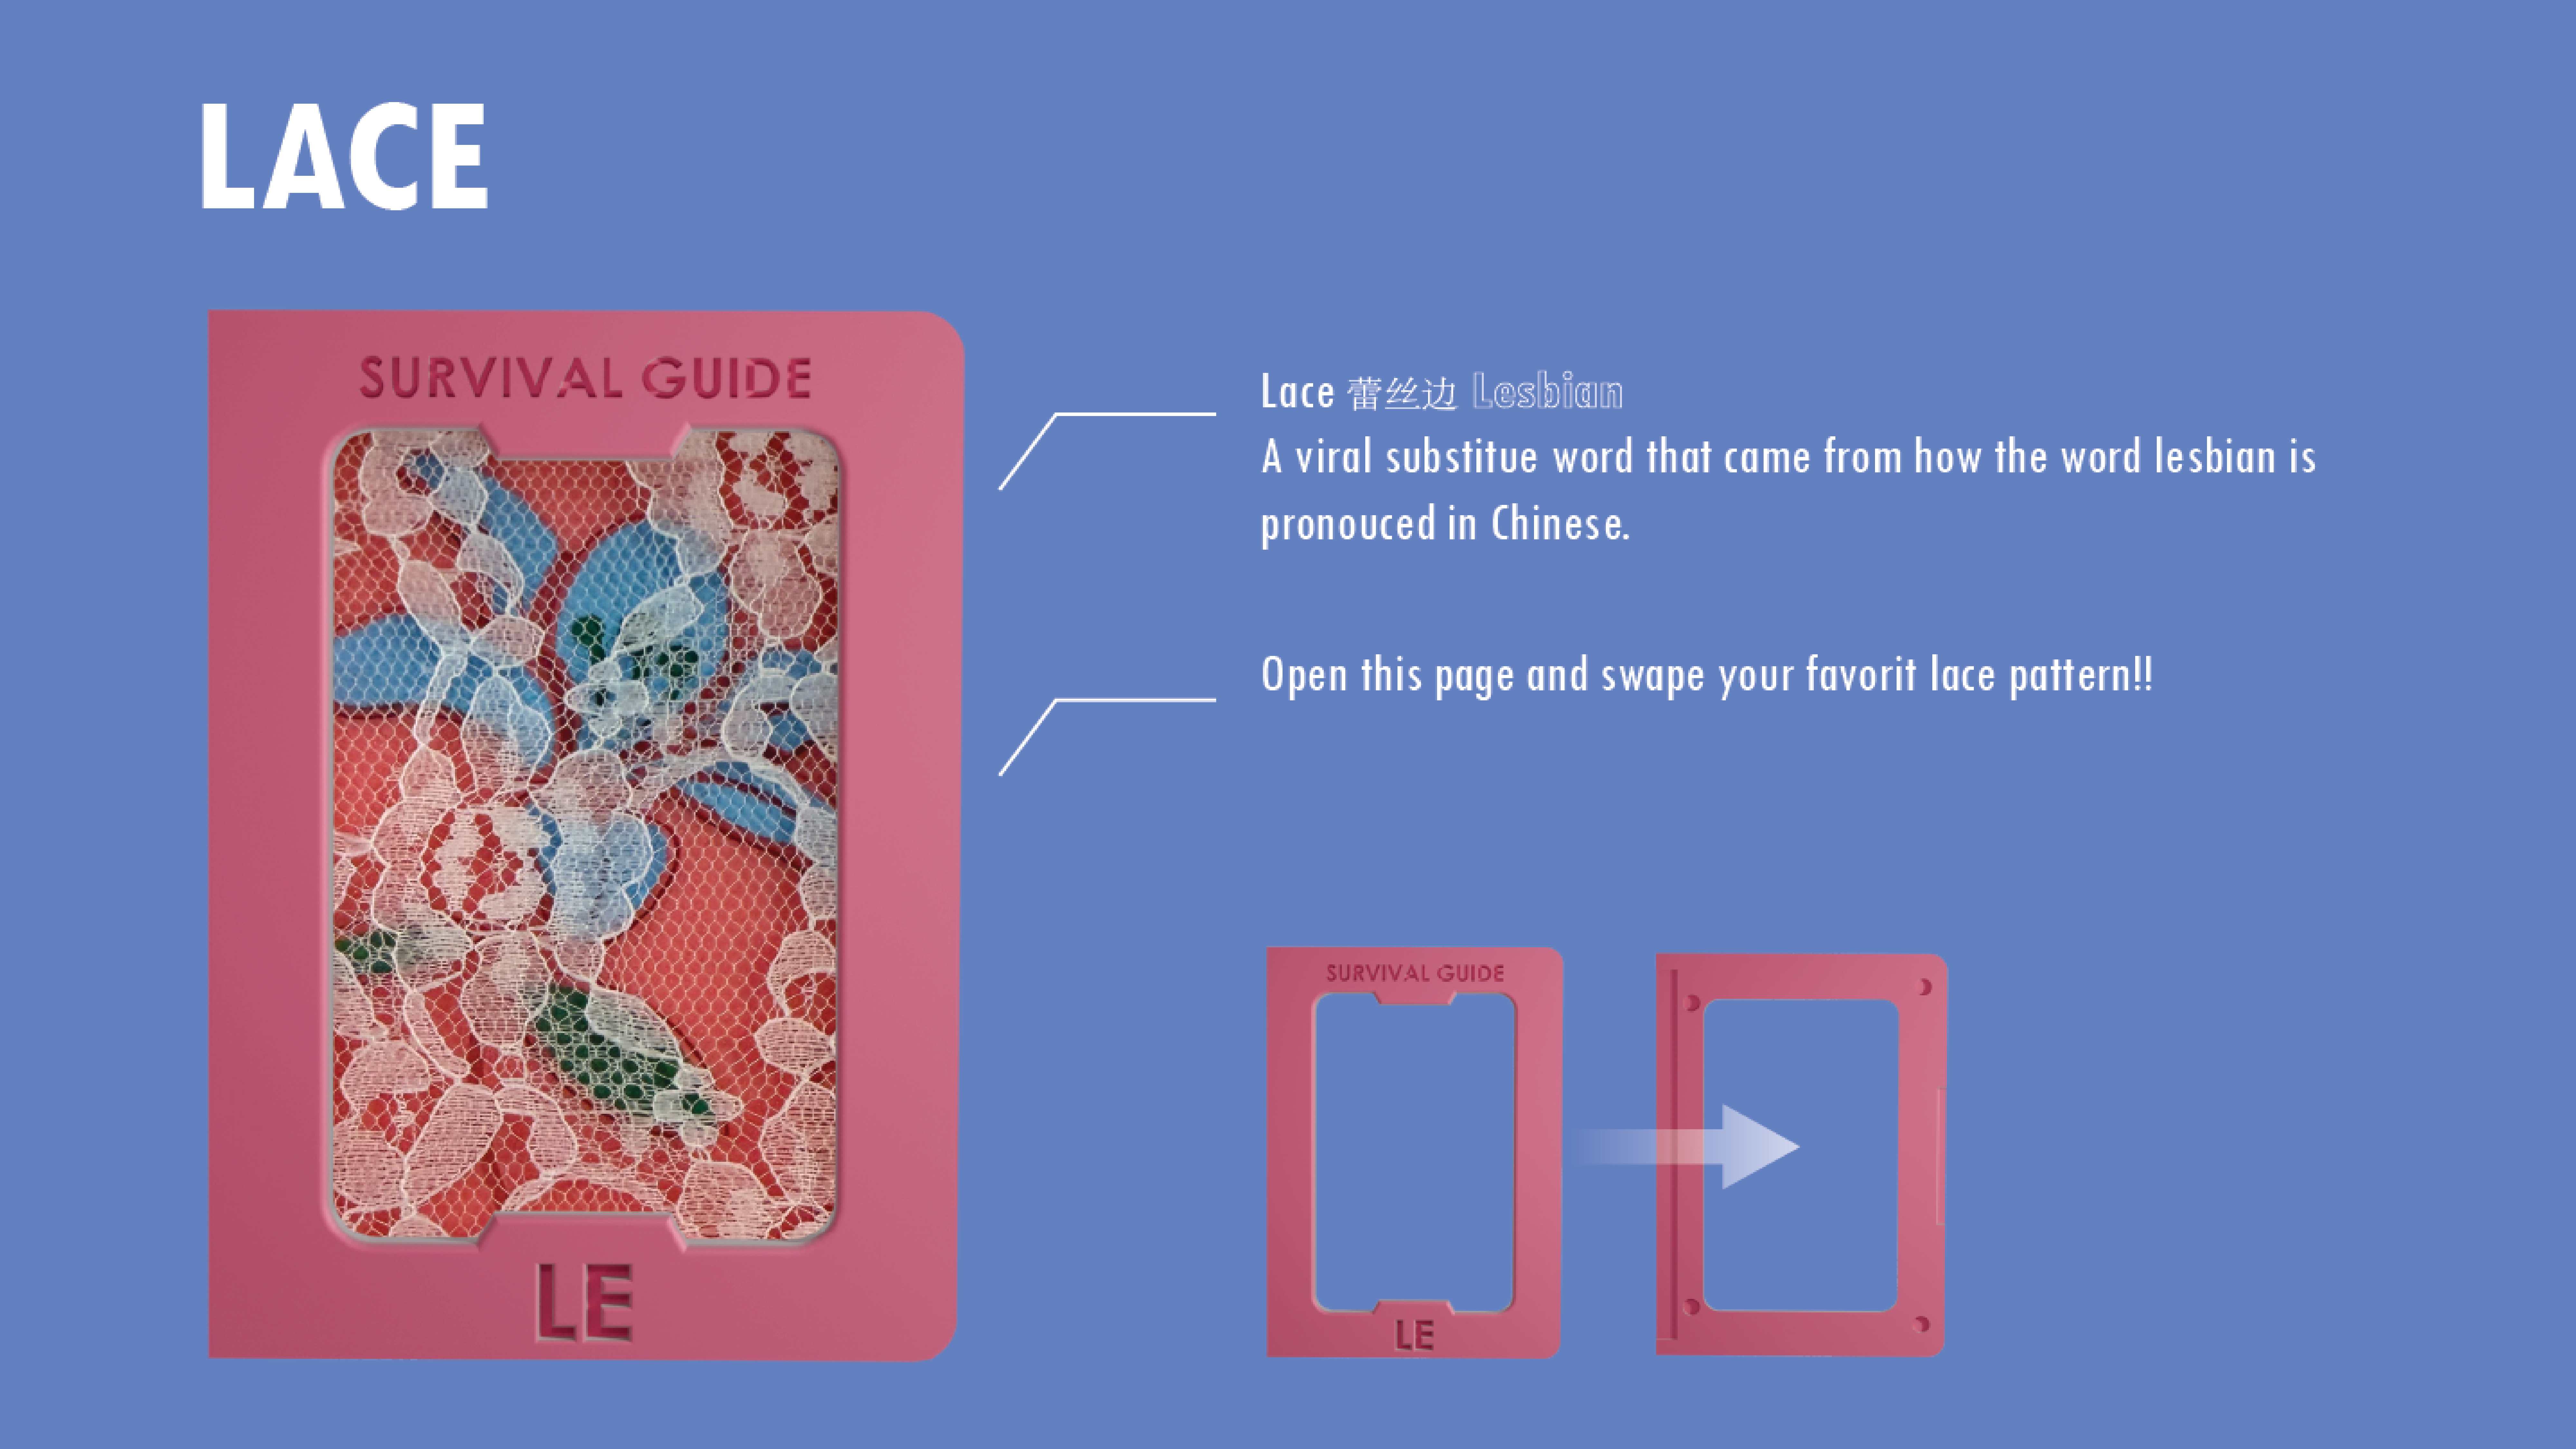 LACE
SURVIVAL GUIDE
LE
Lace 蕾丝边 Lesbian
A viral substitue word that came from how the word lesbian is
pronouced in Chinese.
Open this page and swape your favorit lace pattern!!
SURVIVAL GUIDE
LE